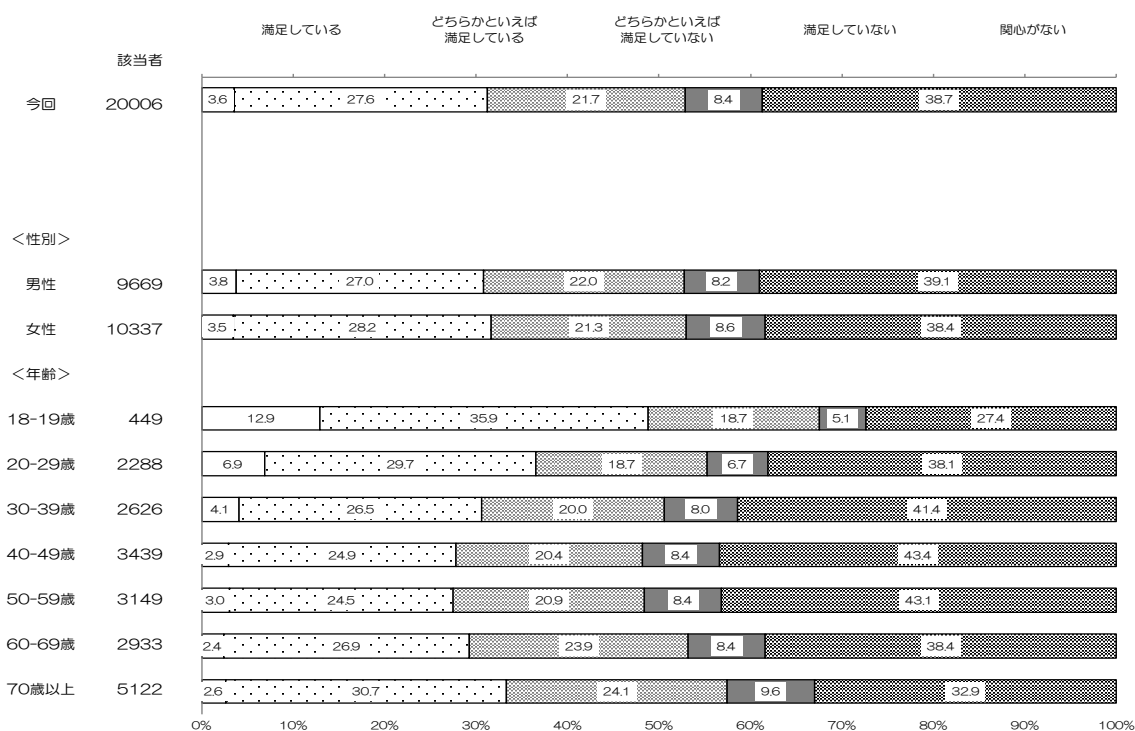 満足している どちらかといえば満足している どちらかといえば満足していない 満足していない 関心がない
該当者
今回 20006 3.6 27.6 21.7 8.4 38.7
＜性別＞
男性 9669 3.8 27.0 22.0 8.2 39.1
女性 10337 3.5 28.2 21.3 8.6 38.4
＜年齢＞
18-19歳 449 12.9 35.9 18.7 5.1 27.4
20-29歳 2288 6.9 29.7 18.7 6.7 38.1
30-39歳 2626 4.1 26.5 20.0 8.0 41.4
40-49歳 3439 2.9 24.9 20.4 8.4 43.4
50-59歳 3149 3.0 24.5 20.9 8.4 43.1
60-69歳 2933 2.4 26.9 23.9 8.4 38.4
70歳以上 5122 2.6 30.7 24.1 9.6 32.9
0% 10% 20% 30% 40% 50% 60% 70% 80% 90% 100%